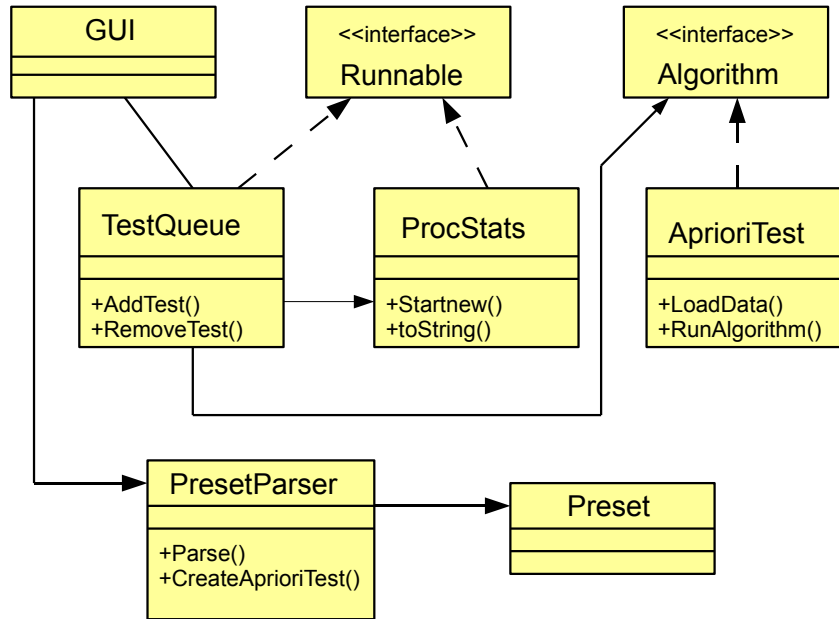 GUI
<<interface>>
Runnable
<<interface>>
Algorithm
TestQueue
+AddTest()
+RemoveTest()
ProcStats
+Startnew()
+toString()
AprioriTest
+LoadData()
+RunAlgorithm()
PresetParser
+Parse()
+CreateAprioriTest()
Preset